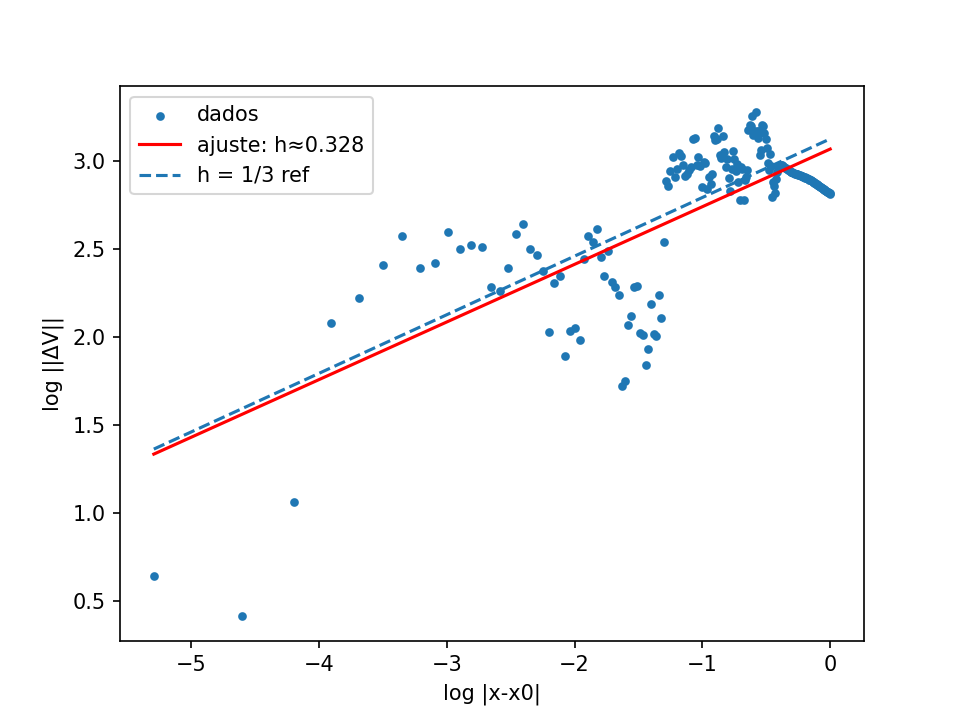 dados
ajuste: h≈0.328
h = 1/3 ref
3.0
2.5
2.0
1.5
1.0
0.5
log ||ΔV||
−5 −4 −3 −2 −1 0
log |x-x0|